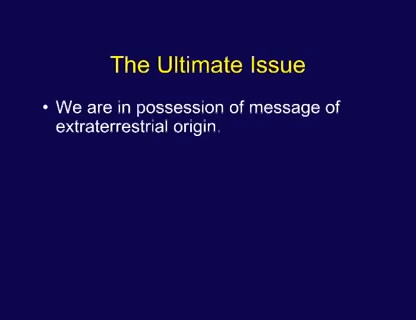 The Ultimate Issue
• We are in possession of message of
extraterrestrial origin.